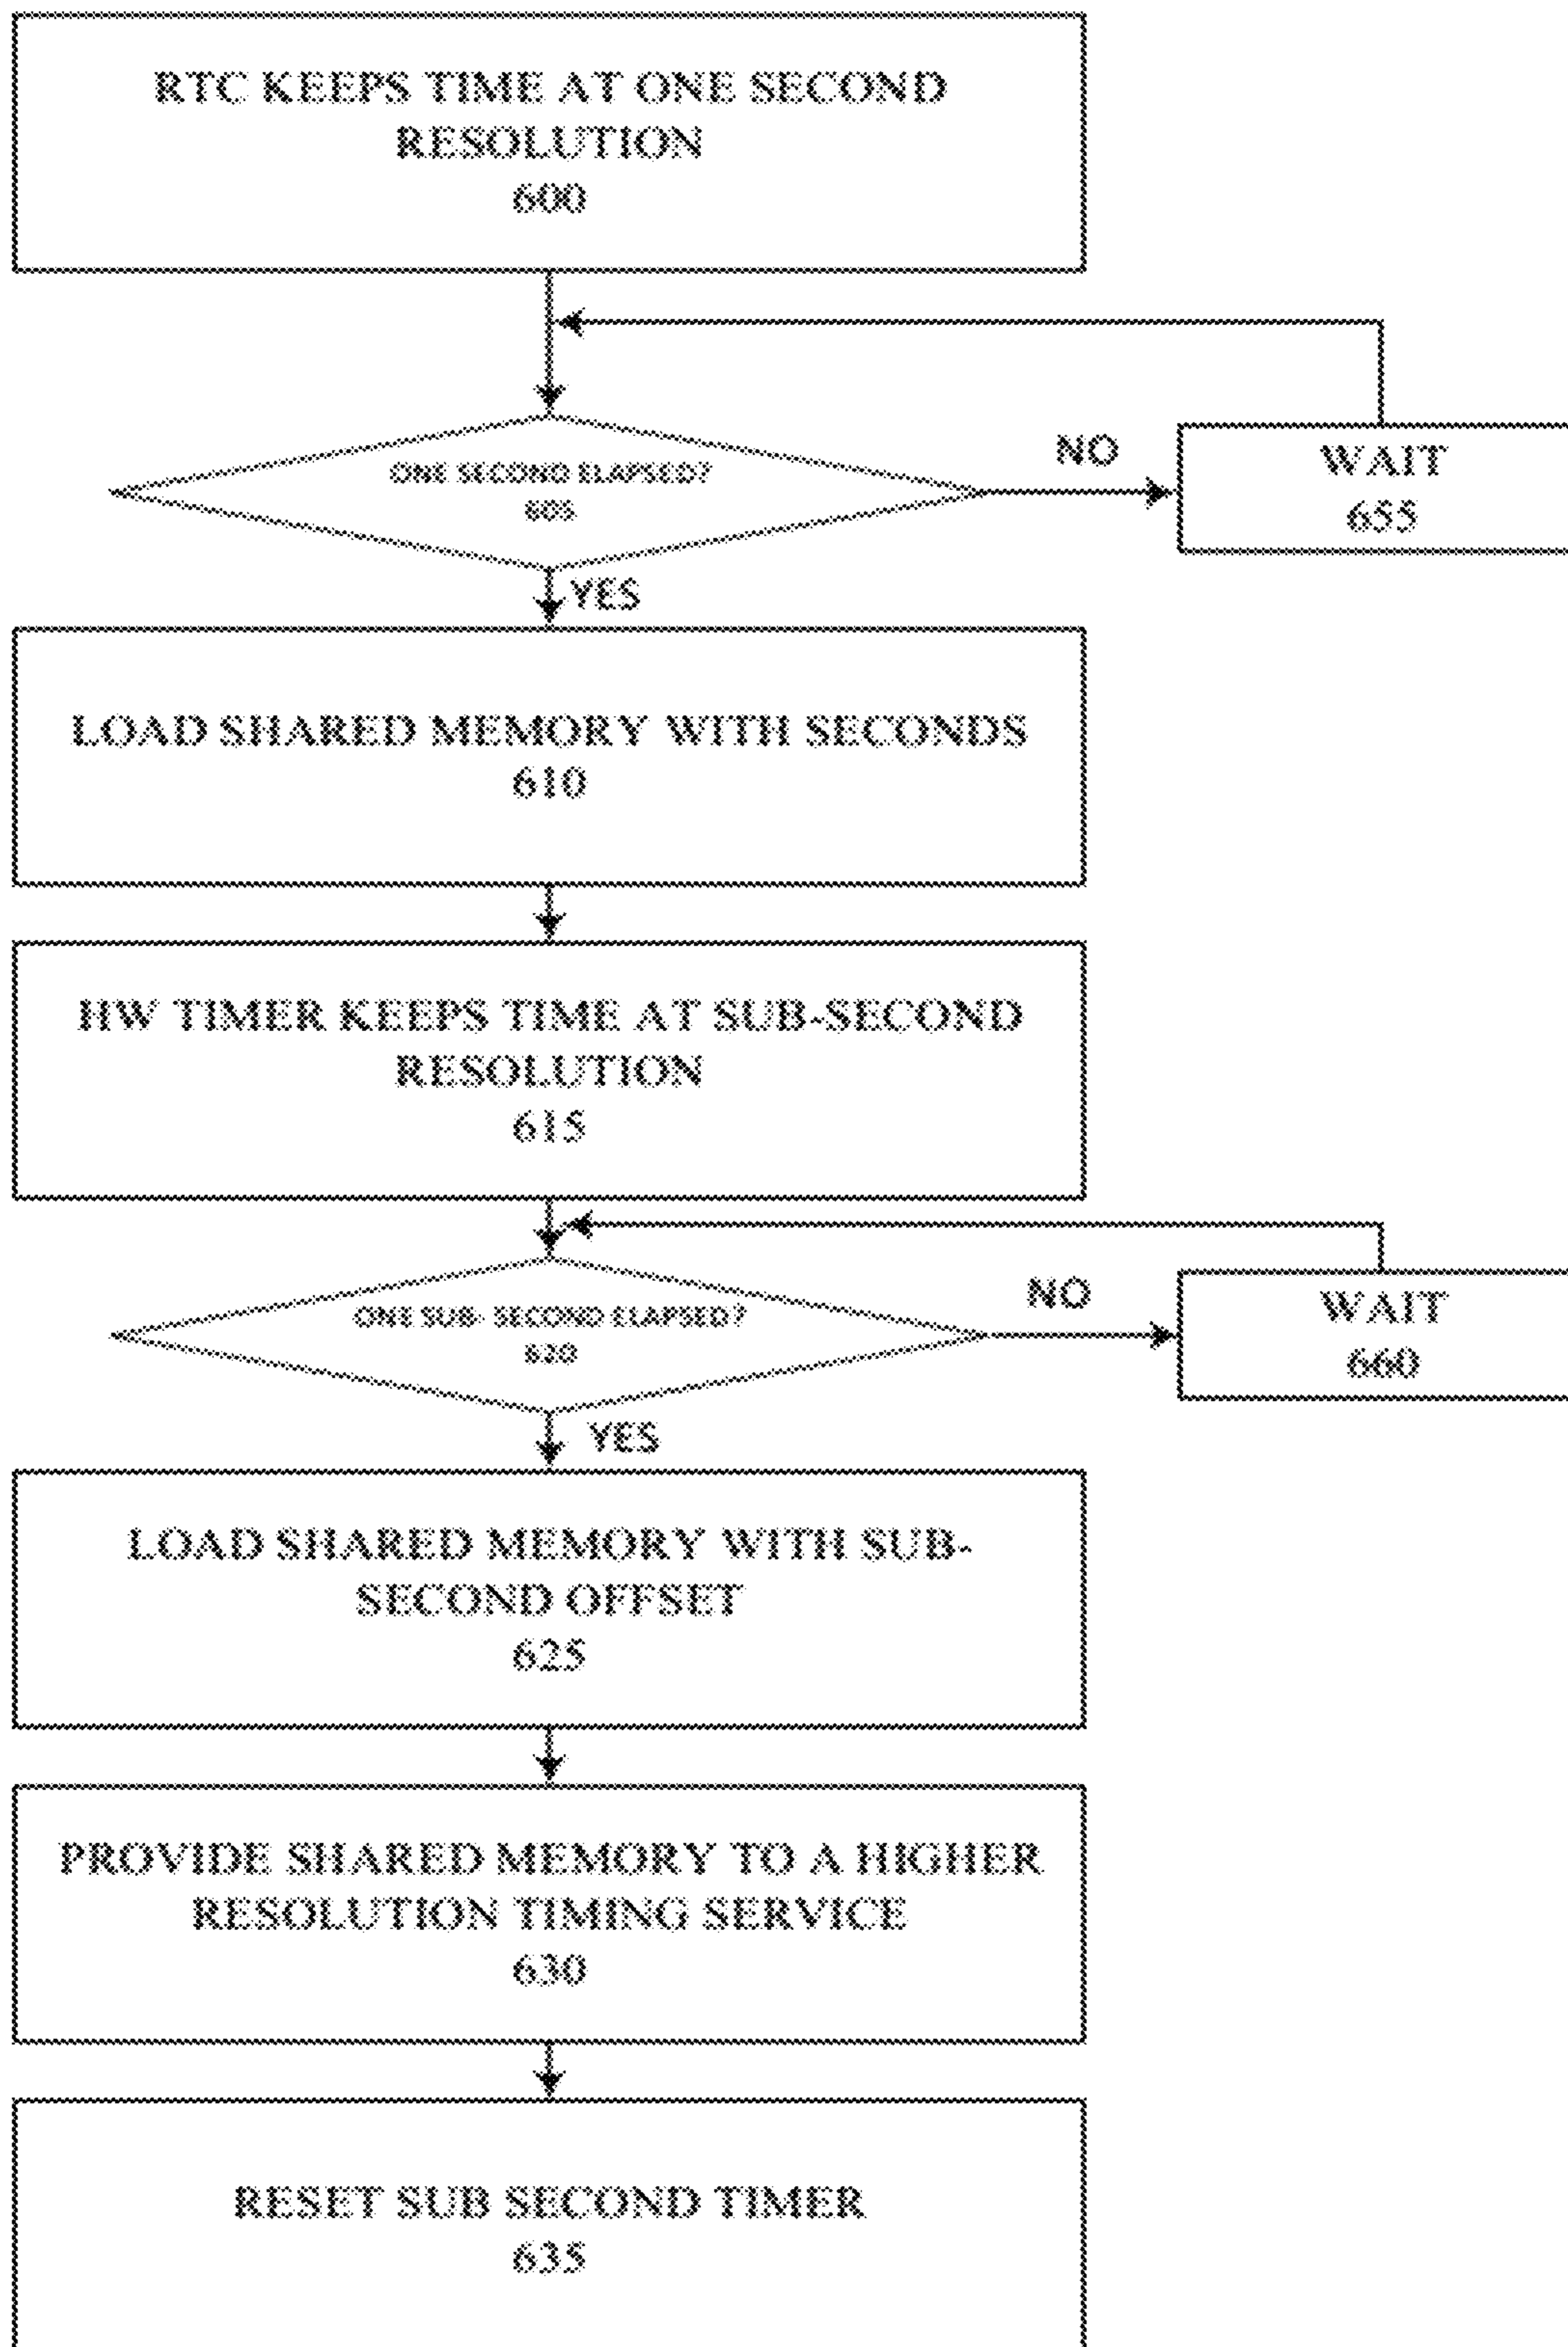 RTC KEEPS TIME AT ONE SECOND
RESOLUTION
600
ONE SECOND ELAPSED?
605
NO
WAIT
655
YES
LOAD SHARED MEMORY WITH SECONDS
610
HW TIMER KEEPS TIME AT SUB-SECOND
RESOLUTION
615
ONE SUB- SECOND ELAPSED?
620
NO
WAIT
660
YES
LOAD SHARED MEMORY WITH SUB-
SECOND OFFSET
625
PROVIDE SHARED MEMORY TO A HIGHER
RESOLUTION TIMING SERVICE
630
RESET SUB SECOND TIMER
635